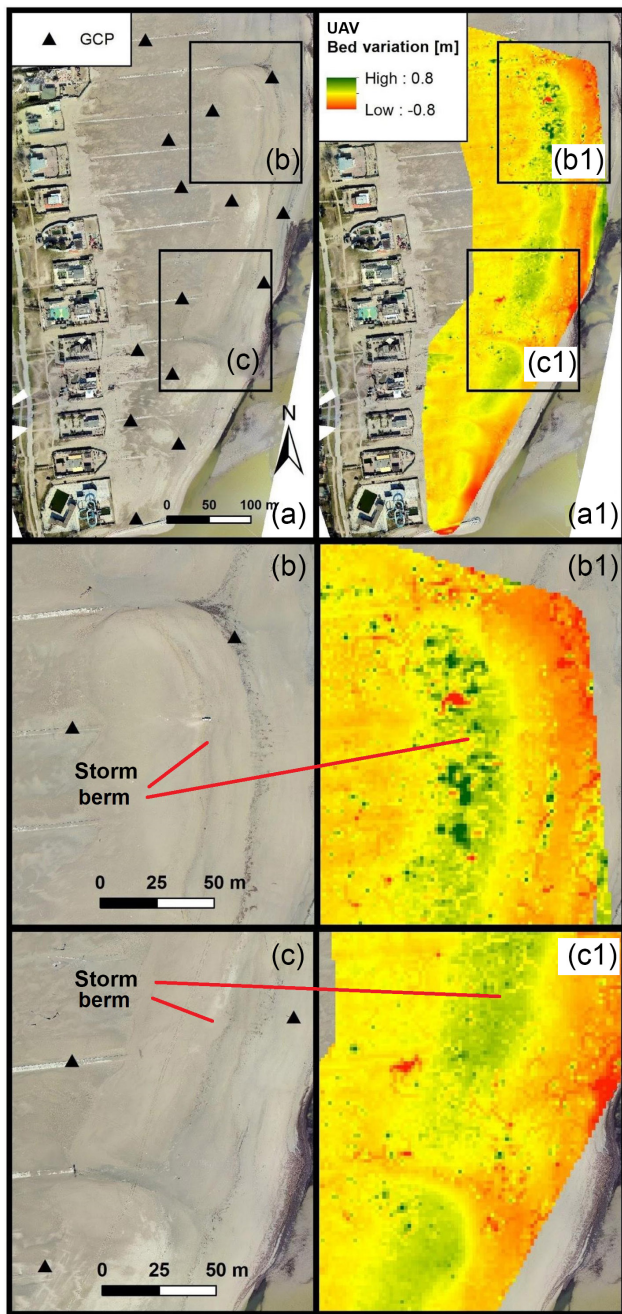 GCP
(b)
(c)
N
0 50 100 m
(a)
UAV
Bed variation [m]
High : 0.8
Low : -0.8
(b1)
(c1)
(a1)
(b)
Storm
berm
0 25 50 m
(b1)
(c)
Storm
berm
0 25 50 m
(c1)